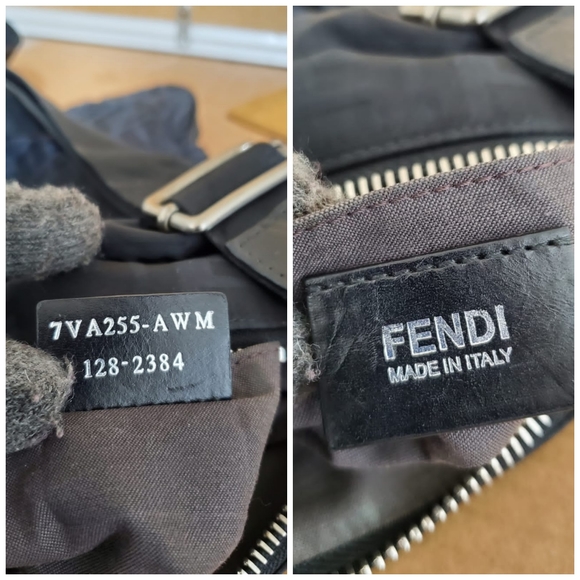 7VA255-AWM
128-2384
FENDI
MADE IN ITALY